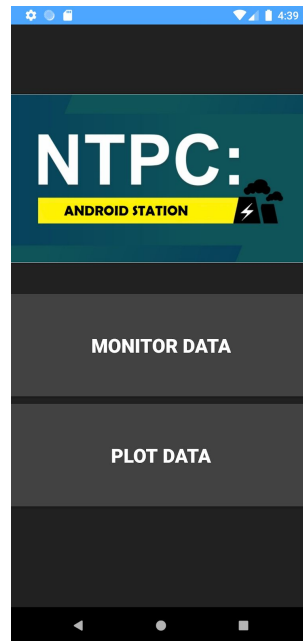 4:39
NTPC:
ANDROID STATION
MONITOR DATA
PLOT DATA